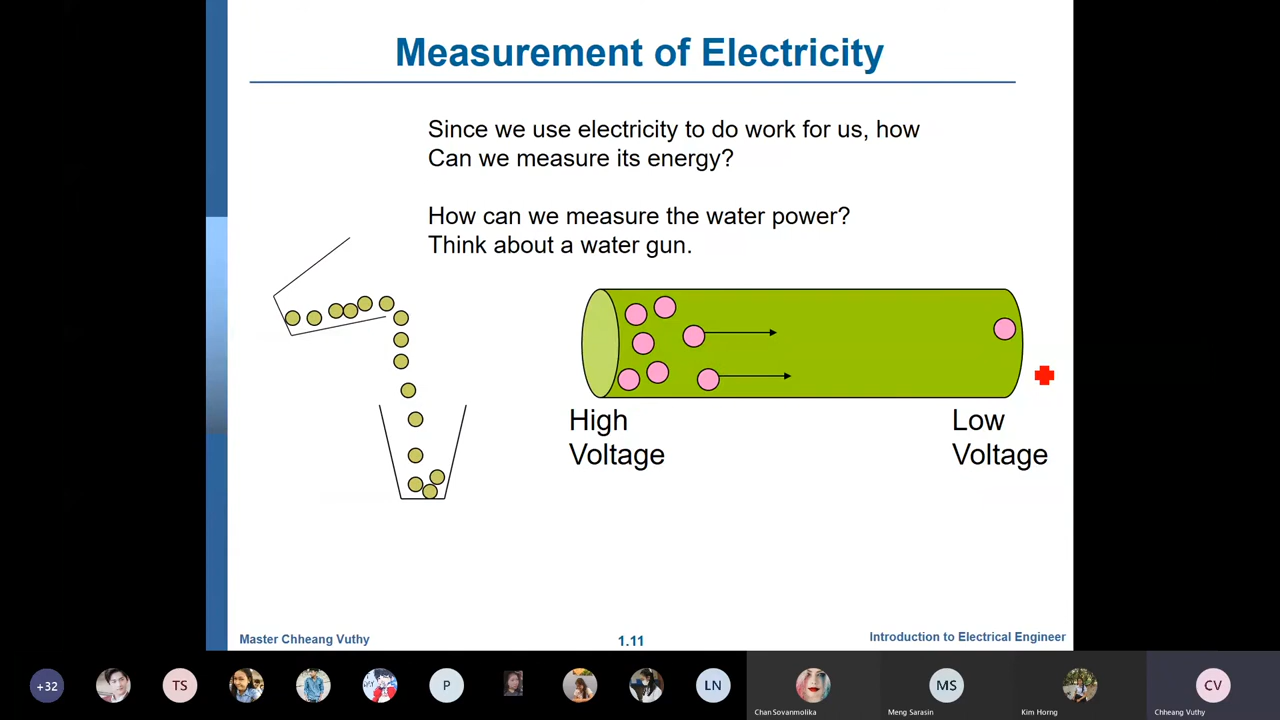 Measurement of Electricity
Since we use electricity to do work for us, how
Can we measure its energy?
How can we measure the water power?
Think about a water gun.
High
Voltage
Low
Voltage
Master Chheang Vuthy
1.11
Introduction to Electrical Engineer
+32
TS
P
LN
MS
CV
Chan Sovanmolika
Meng Sarasin
Kim Horng
Chheang Vuthy